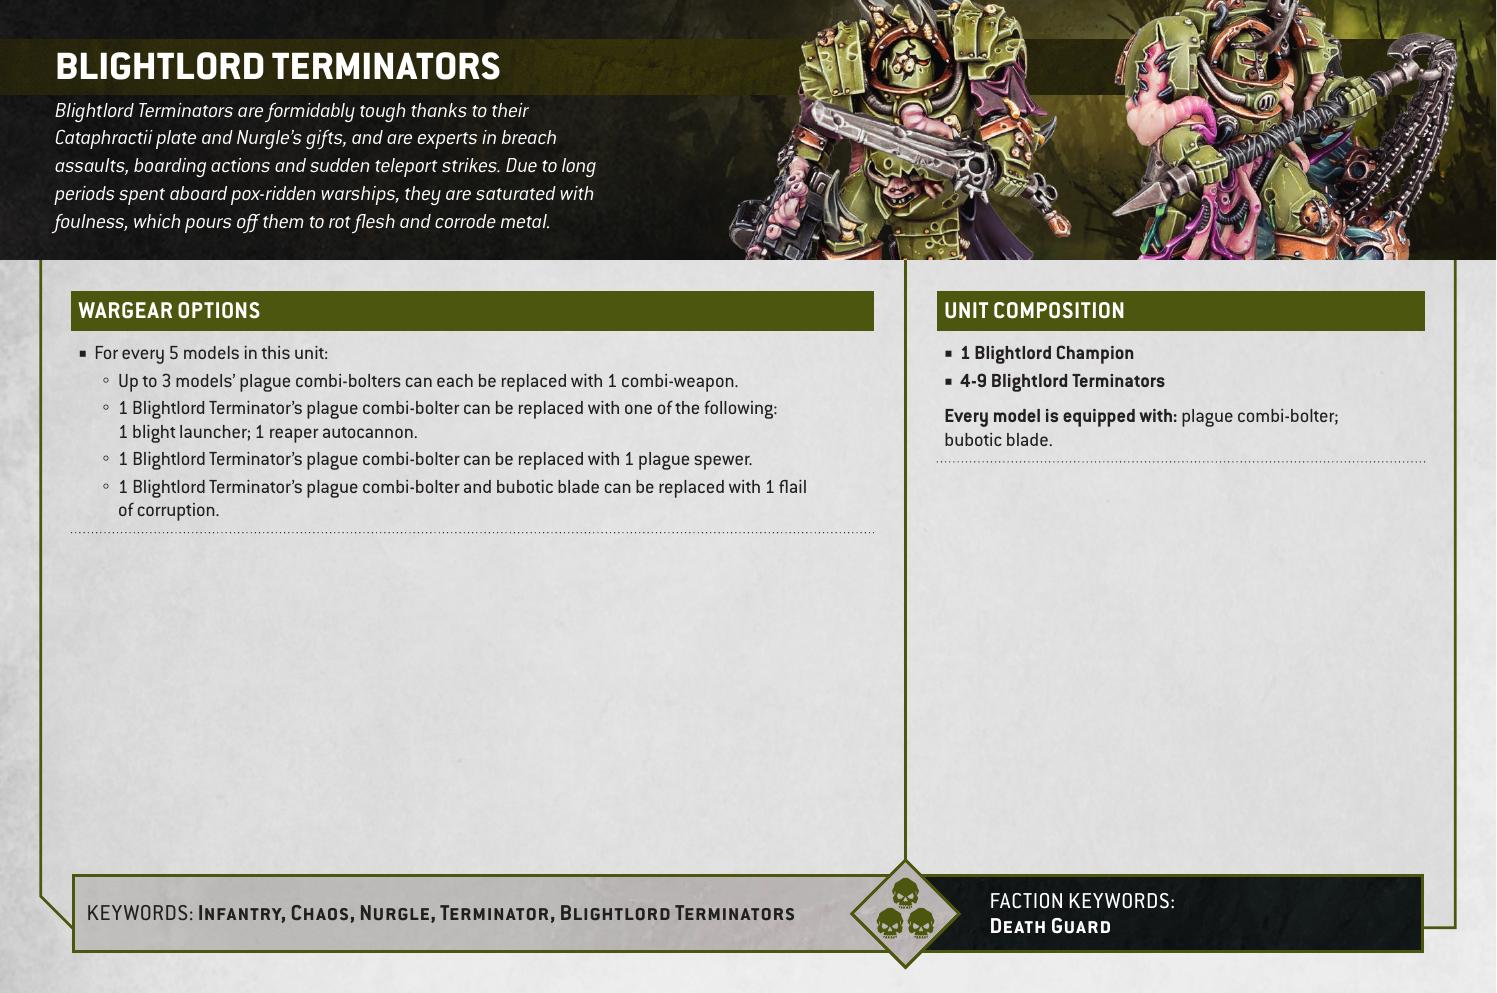 BLIGHTLORD TERMINATORS
Blightlord Terminators are formidably tough thanks to their
Cataphractii plate and Nurgle's gifts, and are experts in breach
assaults, boarding actions and sudden teleport strikes. Due to long
periods spent aboard pox-ridden warships, they are saturated with
foulness, which pours off them to rot flesh and corrode metal.
WARGEAR OPTIONS
■ For every 5 models in this unit:
◦ Up to 3 models' plague combi-bolters can each be replaced with 1 combi-weapon.
◦ 1 Blightlord Terminator's plague combi-bolter can be replaced with one of the following:
1 blight launcher; 1 reaper autocannon.
◦ 1 Blightlord Terminator's plague combi-bolter can be replaced with 1 plague spewer.
◦ 1 Blightlord Terminator's plague combi-bolter and bubotic blade can be replaced with 1 flail
of corruption.
UNIT COMPOSITION
■ 1 Blightlord Champion
■ 4-9 Blightlord Terminators
Every model is equipped with: plague combi-bolter;
bubotic blade.
KEYWORDS: Infantry, Chaos, Nurgle, Terminator, Blightlord Terminators
FACTION KEYWORDS:
Death Guard